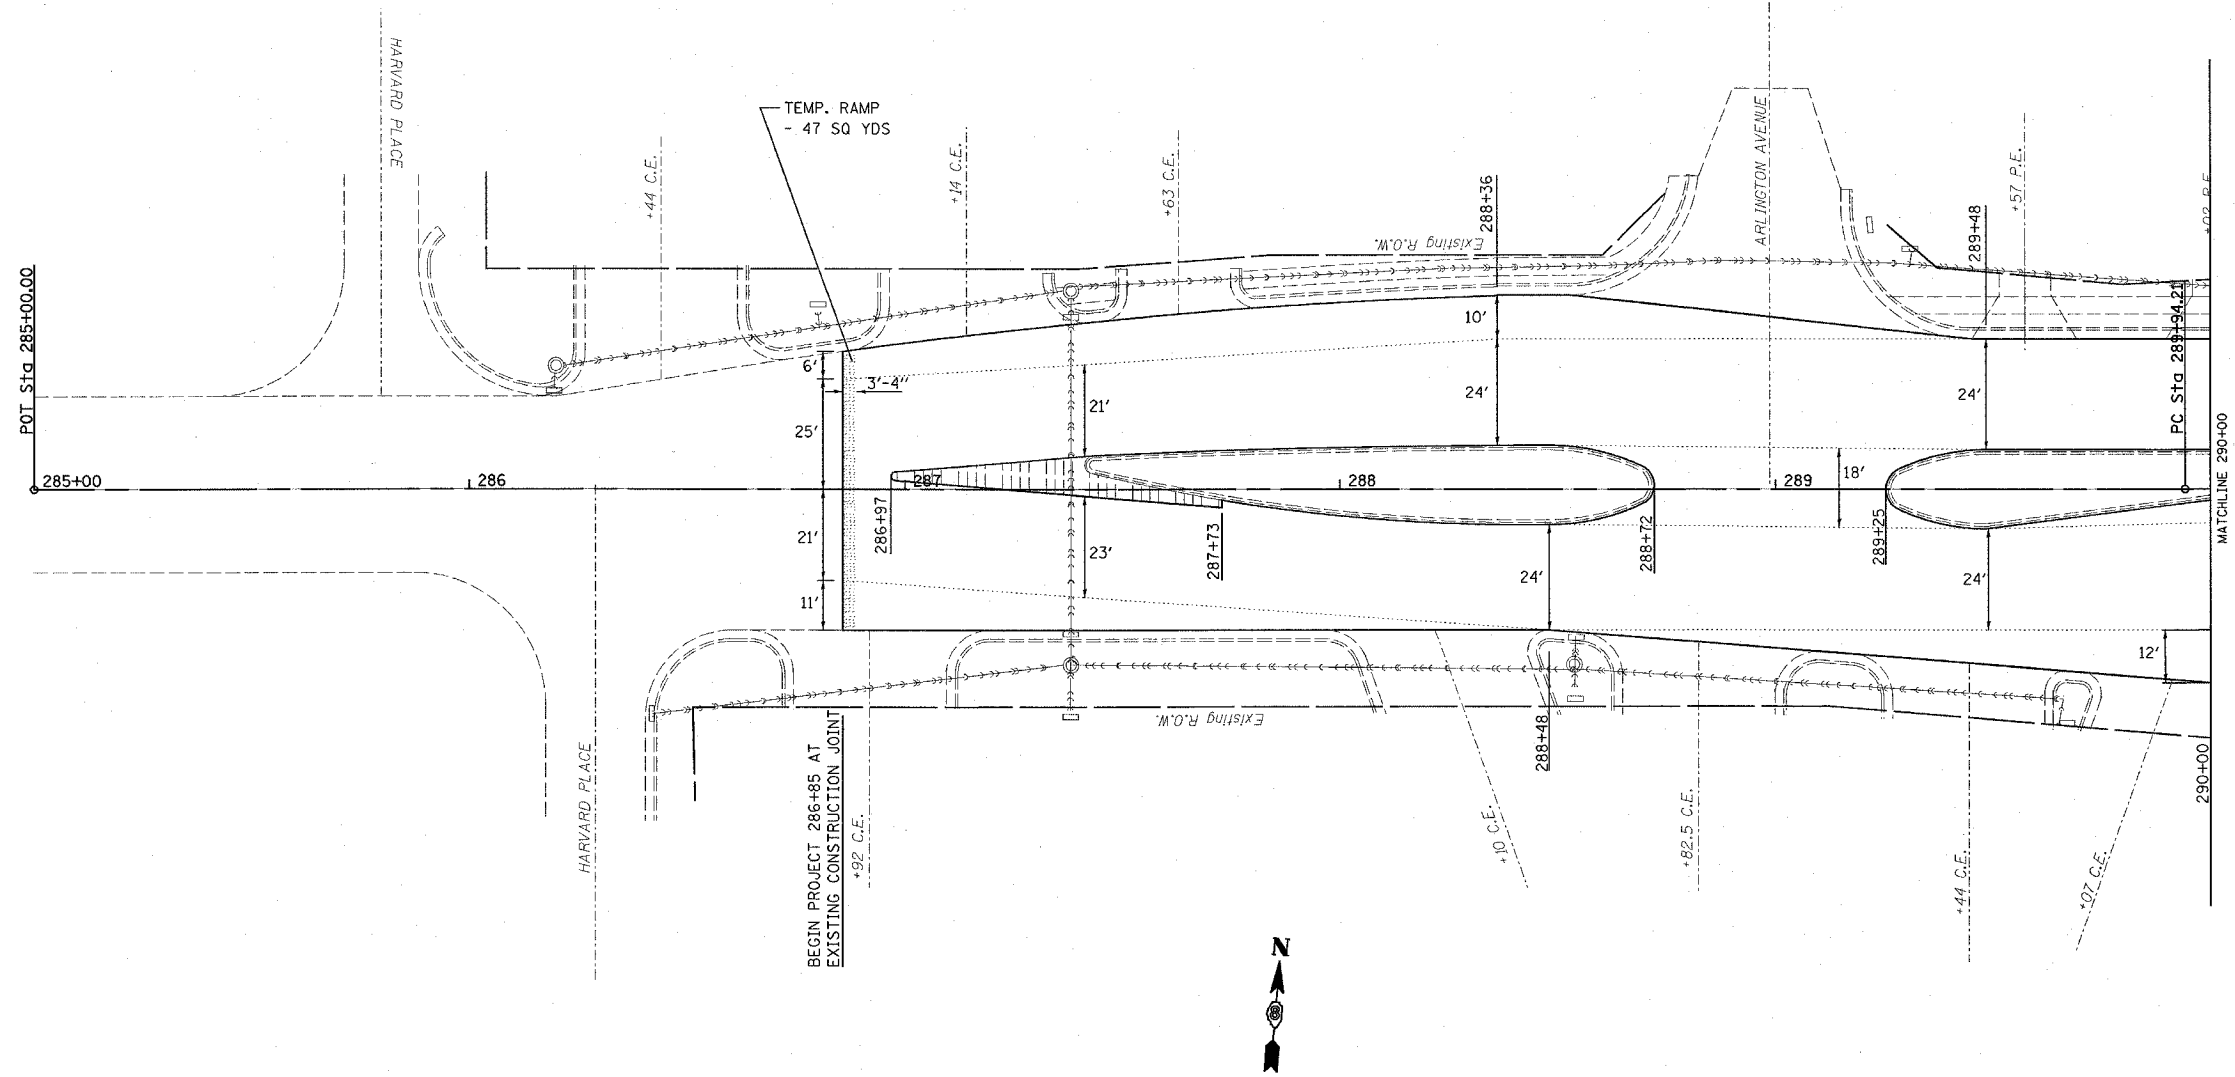 HARVARD PLACE
TEMP. RAMP
- 47 SQ YDS
ARLINGTON AVENUE
+44 C.E.
+14 C.E.
+63 C.E.
288+36
+57 P.E.
289+48
Existing R.O.W.
POT Sta 285+00.00
PC Sta 289+94.21
6'
3'-4"
10'
25'
21'
24'
24'
MATCHLINE 290+00
285+00
286
287
288
289
18'
21'
286+97
23'
287+73
288+72
289+25
24'
24'
11'
12'
Existing R.O.W.
288+48
HARVARD PLACE
BEGIN PROJECT 286+85 AT
EXISTING CONSTRUCTION JOINT
+92 C.E.
+10 C.E.
+82.5 C.E.
+44 C.E.
+07 C.E.
290+00
N